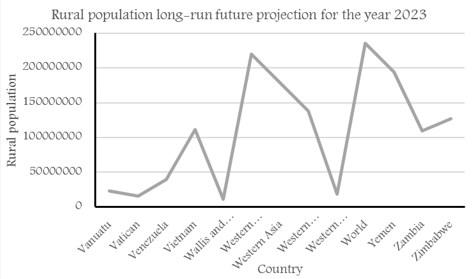 Rural population long-run future projection for the year 2023
250000000
200000000
150000000
100000000
50000000
0
Rural population
Vanuatu
Vatican
Venezuela
Vietnam
Wallis and...
Western...
Western Asia
Western...
Western...
World
Yemen
Zambia
Zimbabwe
Country